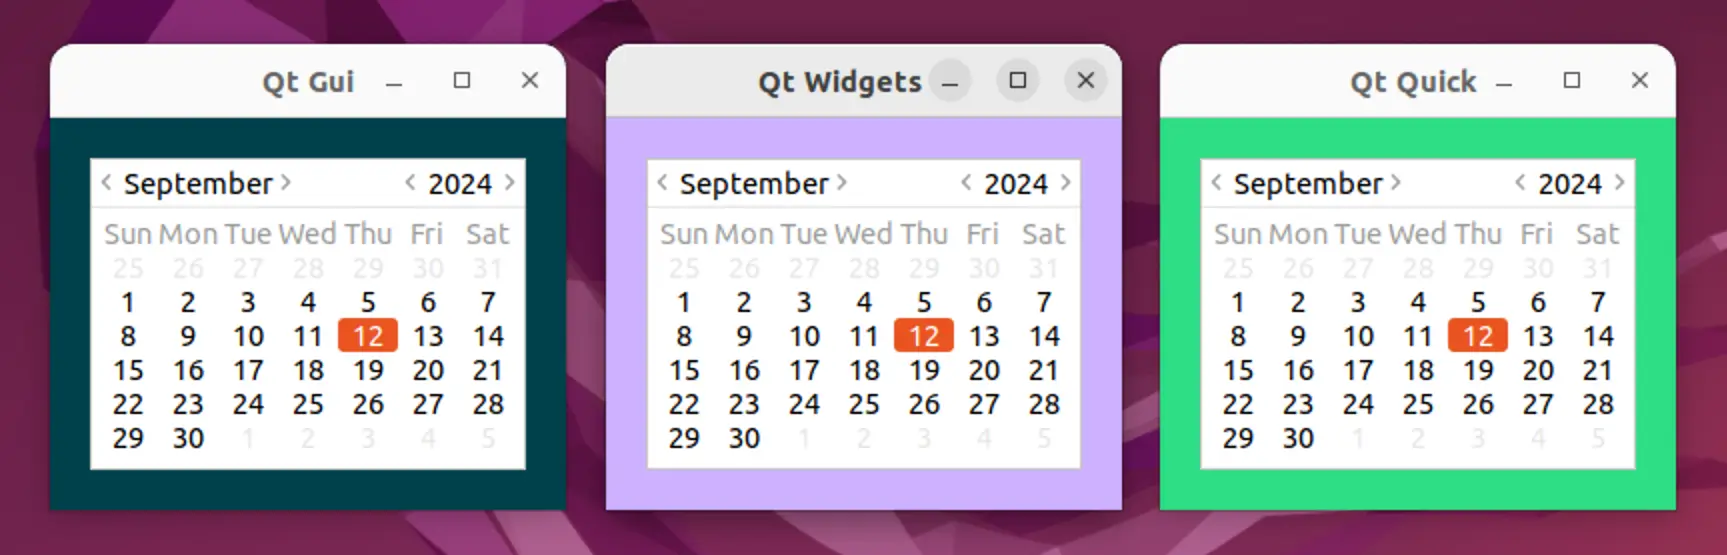 Qt Gui
September 2024
Sun Mon Tue Wed Thu Fri Sat
25 26 27 28 29 30 31
1 2 3 4 5 6 7
8 9 10 11 12 13 14
15 16 17 18 19 20 21
22 23 24 25 26 27 28
29 30 1 2 3 4 5
Qt Widgets
September 2024
Sun Mon Tue Wed Thu Fri Sat
25 26 27 28 29 30 31
1 2 3 4 5 6 7
8 9 10 11 12 13 14
15 16 17 18 19 20 21
22 23 24 25 26 27 28
29 30 1 2 3 4 5
Qt Quick
September 2024
Sun Mon Tue Wed Thu Fri Sat
25 26 27 28 29 30 31
1 2 3 4 5 6 7
8 9 10 11 12 13 14
15 16 17 18 19 20 21
22 23 24 25 26 27 28
29 30 1 2 3 4 5